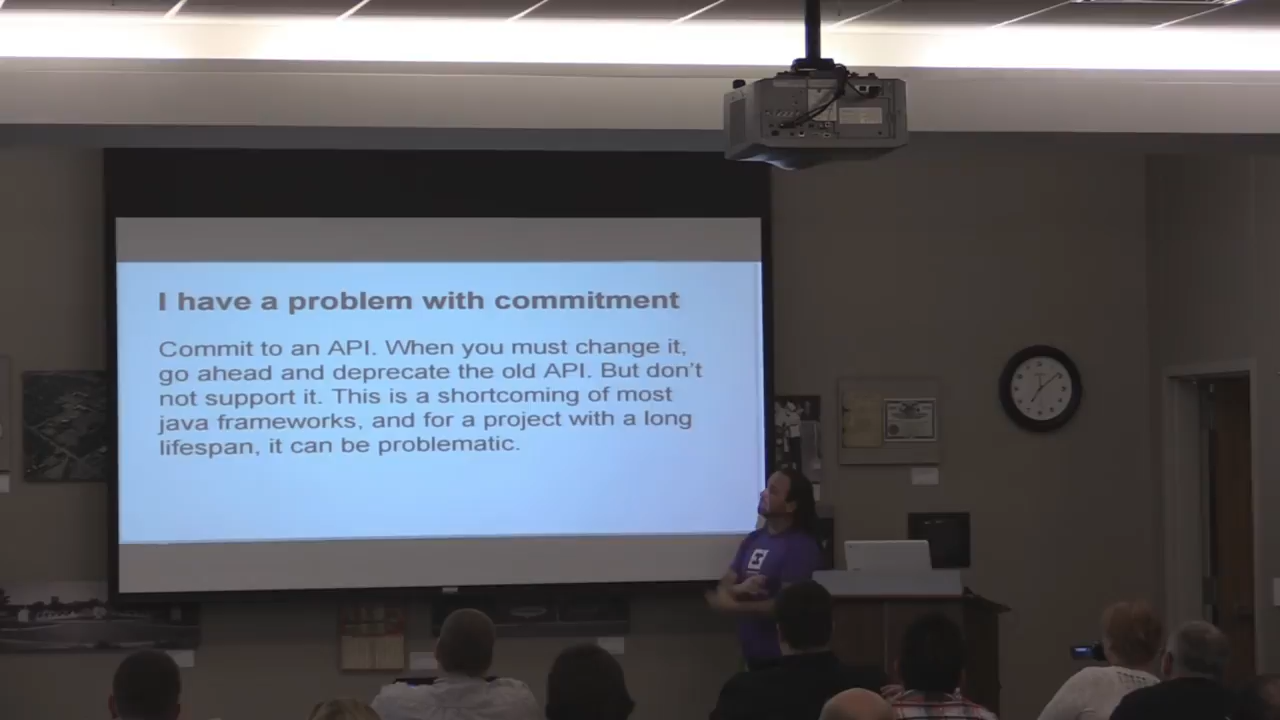 I have a problem with commitment
Commit to an API. When you must change it,
go ahead and deprecate the old API. But don't
not support it. This is a shortcoming of most
java frameworks, and for a project with a long
lifespan, it can be problematic.